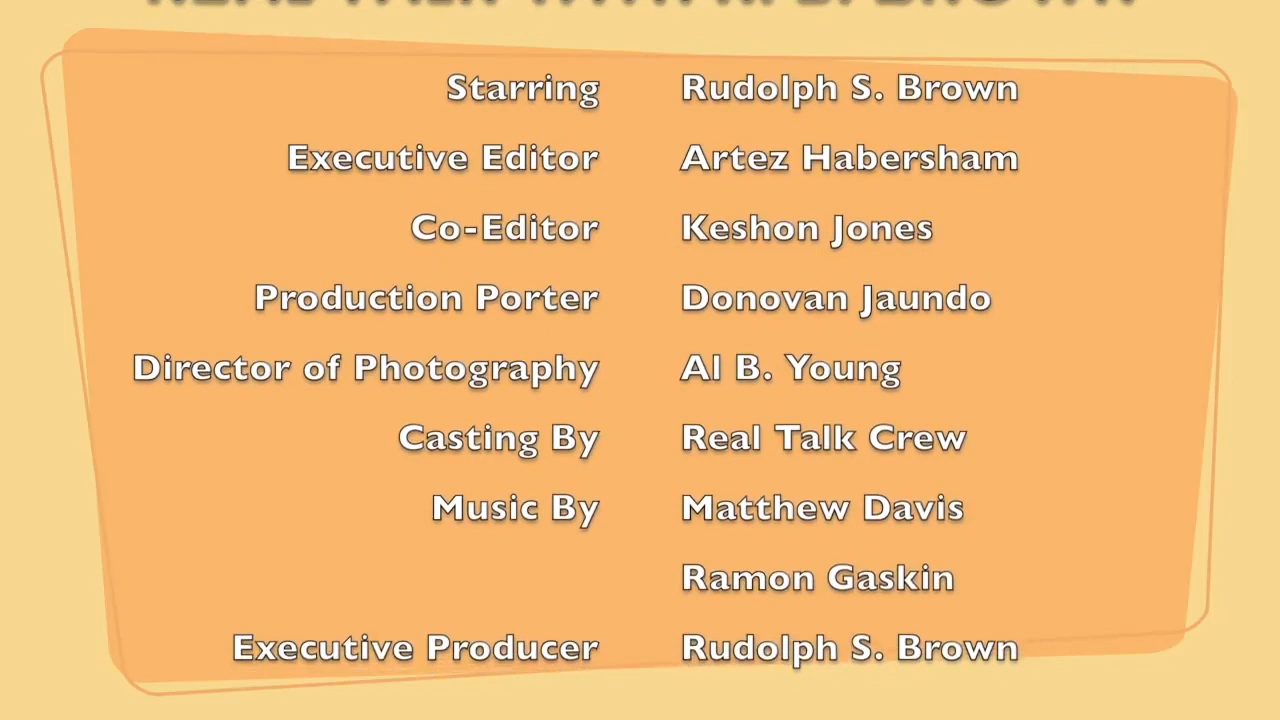 Starring Rudolph S. Brown
Executive Editor Artez Habersham
Co-Editor Keshon Jones
Production Porter Donovan Jaundo
Director of Photography Al B. Young
Casting By Real Talk Crew
Music By Matthew Davis
Ramon Gaskin
Executive Producer Rudolph S. Brown